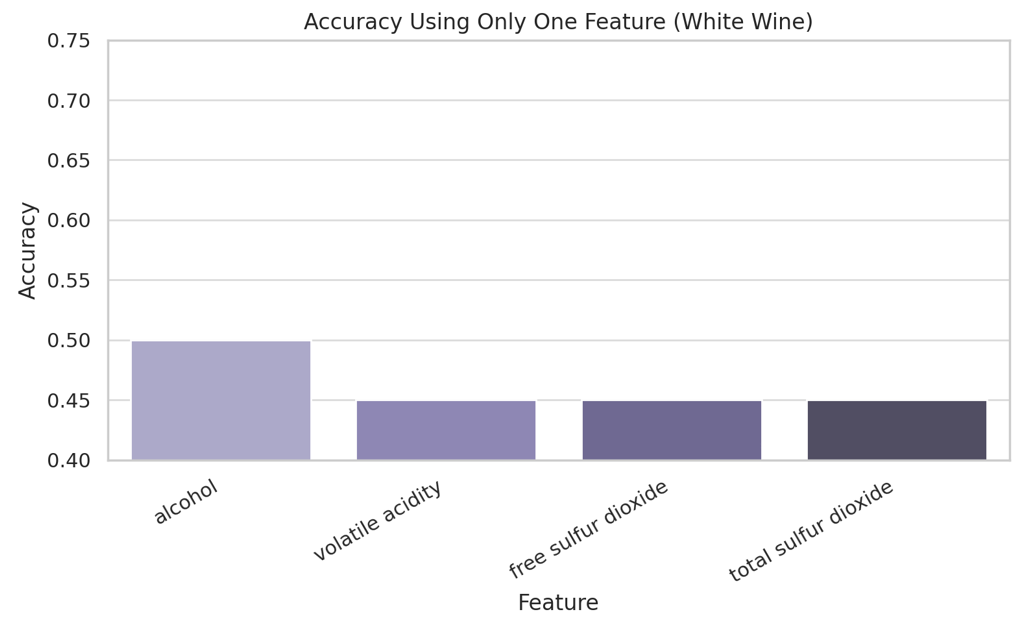 Accuracy Using Only One Feature (White Wine)
0.75
0.70
0.65
0.60
0.55
0.50
0.45
0.40
Accuracy
alcohol
volatile acidity
free sulfur dioxide
total sulfur dioxide
Feature